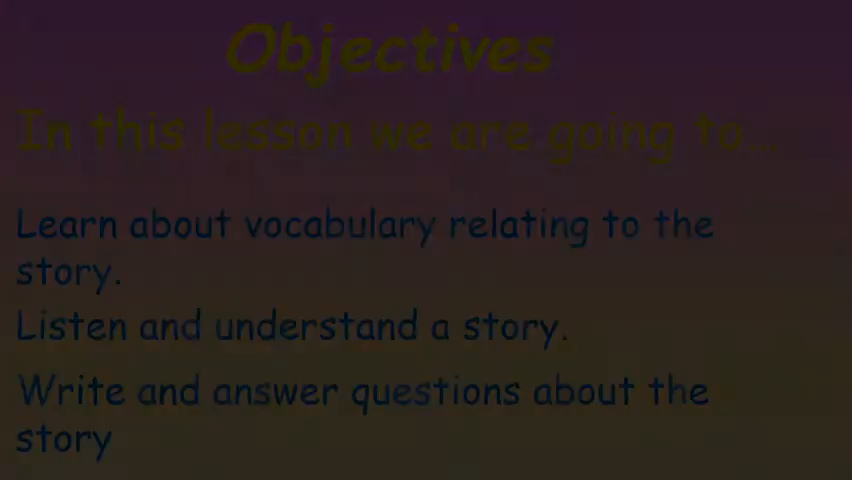 Objectives
In this lesson we are going to...
Learn about vocabulary relating to the
story.
Listen and understand a story.
Write and answer questions about the
story